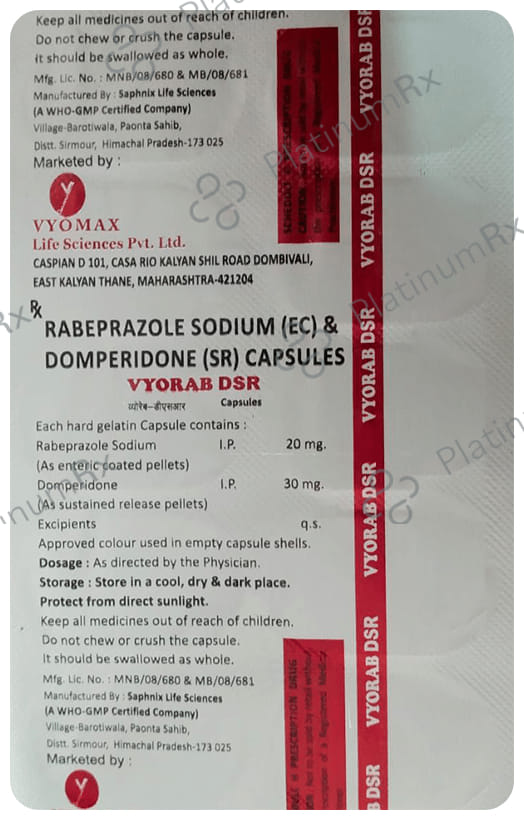 Keep all medicines out of reach of children.
Do not chew or crush the capsule.
it should be swallowed as whole.
Mfg. Lic. No. : MNB/08/680 & MB/08/681
Manufactured By : Saphnix Life Sciences
(A WHO-GMP Certified Company)
Village-Barotiwala, Paonta Sahib,
Distt. Sirmour, Himachal Pradesh-173 025
Marketed by :
VYOMAX
Life Sciences Pvt. Ltd.
CASPIAN D 101, CASA RIO KALYAN SHIL ROAD DOMBIVALI,
EAST KALYAN THANE, MAHARASHTRA-421204
Rx
RABEPRAZOLE SODIUM (EC) &
DOMPERIDONE (SR) CAPSULES
VYORAB DSR
व्योरेब-डीएसआर Capsules
Each hard gelatin Capsule contains :
Rabeprazole Sodium I.P. 20 mg.
(As enteric coated pellets)
Domperidone I.P. 30 mg.
(As sustained release pellets)
Excipients q.s.
Approved colour used in empty capsule shells.
Dosage : As directed by the Physician.
Storage : Store in a cool, dry & dark place.
Protect from direct sunlight.
Keep all medicines out of reach of children.
Do not chew or crush the capsule.
It should be swallowed as whole.
Mfg. Lic. No. : MNB/08/680 & MB/08/681
Manufactured By : Saphnix Life Sciences
(A WHO-GMP Certified Company)
Village-Barotiwala, Paonta Sahib,
Distt. Sirmour, Himachal Pradesh-173 025
Marketed by :
VYORAB DSR
VYORAB DSR
VYORAB DSR
VYORAB DSR
VYORAB DSR
DSR
PlatinumRx
PlatinumRx
PlatinumRx